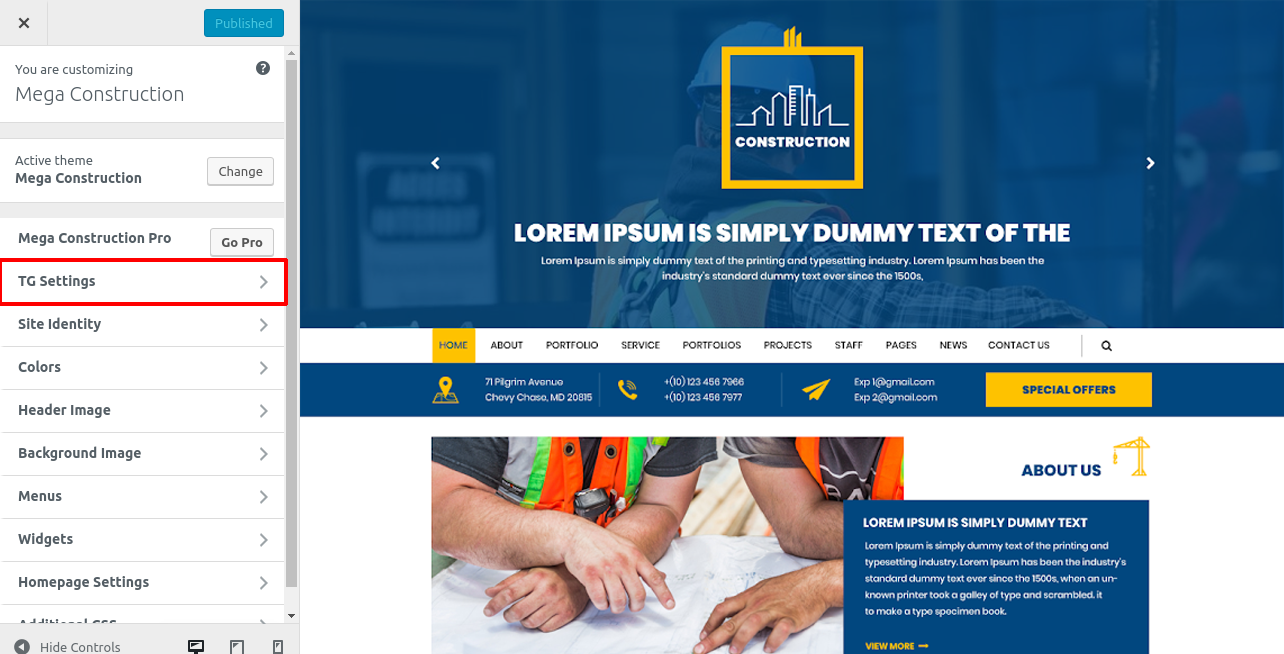 Published
You are customizing
Mega Construction
Active theme
Mega Construction
Change
Mega Construction Pro
Go Pro
TG Settings
Site Identity
Colors
Header Image
Background Image
Menus
Widgets
Homepage Settings
Additional CSS
Hide Controls
CONSTRUCTION
LOREM IPSUM IS SIMPLY DUMMY TEXT OF THE
Lorem Ipsum is simply dummy text of the printing and typesetting industry. Lorem Ipsum has been the
industry's standard dummy text ever since the 1500s,
HOME ABOUT PORTFOLIO SERVICE PORTFOLIOS PROJECTS STAFF PAGES NEWS CONTACT US
71 Pilgrim Avenue
Chevy Chase, MD 20815
+(10) 123 456 7966
+(10) 123 456 7977
Exp 1@gmail.com
Exp 2@gmail.com
SPECIAL OFFERS
ABOUT US
LOREM IPSUM IS SIMPLY DUMMY TEXT
Lorem Ipsum is simply dummy text of the printing and
typesetting industry. Lorem Ipsum has been the industry's
standard dummy text ever since the 1500s, when an un-
known printer took a galley of type and scrambled. it
to make a type specimen book.
VIEW MORE